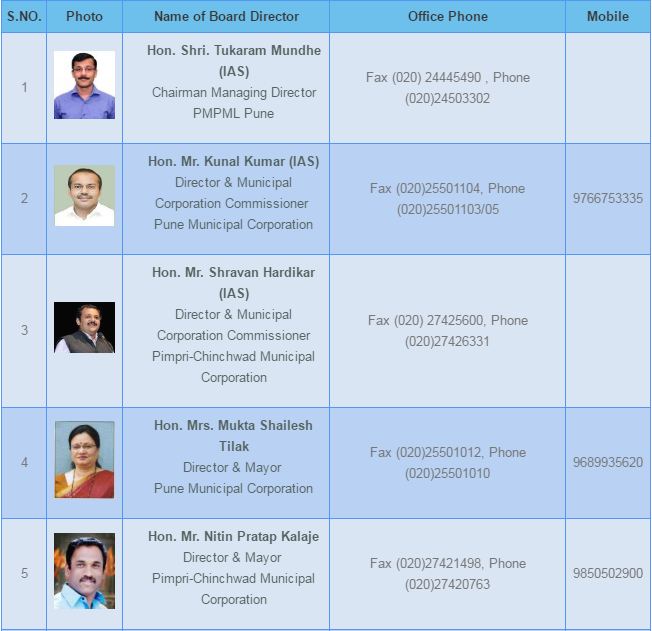 S.NO. Photo Name of Board Director Office Phone Mobile
1
Hon. Shri. Tukaram Mundhe
(IAS)
Chairman Managing Director
PMPML Pune
Fax (020) 24445490 , Phone
(020)24503302
2
Hon. Mr. Kunal Kumar (IAS)
Director & Municipal
Corporation Commissioner
Pune Municipal Corporation
Fax (020)25501104, Phone
(020)25501103/05
9766753335
3
Hon. Mr. Shravan Hardikar
(IAS)
Director & Municipal
Corporation Commissioner
Pimpri-Chinchwad Municipal
Corporation
Fax (020) 27425600, Phone
(020)27426331
4
Hon. Mrs. Mukta Shailesh
Tilak
Director & Mayor
Pune Municipal Corporation
Fax (020)25501012, Phone
(020)25501010
9689935620
5
Hon. Mr. Nitin Pratap Kalaje
Director & Mayor
Pimpri-Chinchwad Municipal
Corporation
Fax (020)27421498, Phone
(020)27420763
9850502900